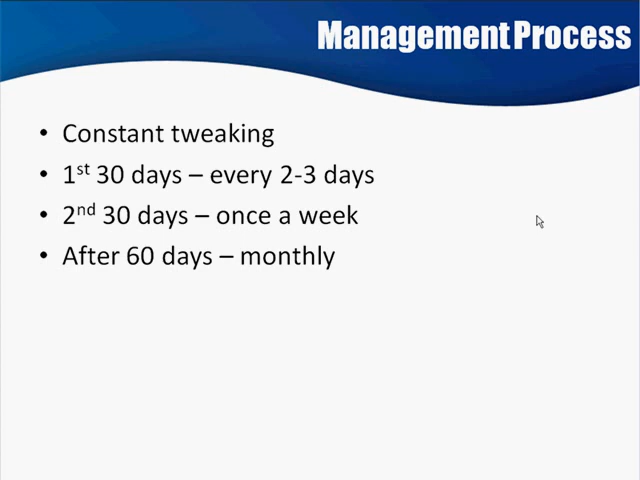 Management Process
• Constant tweaking
• 1st 30 days – every 2-3 days
• 2nd 30 days – once a week
• After 60 days – monthly